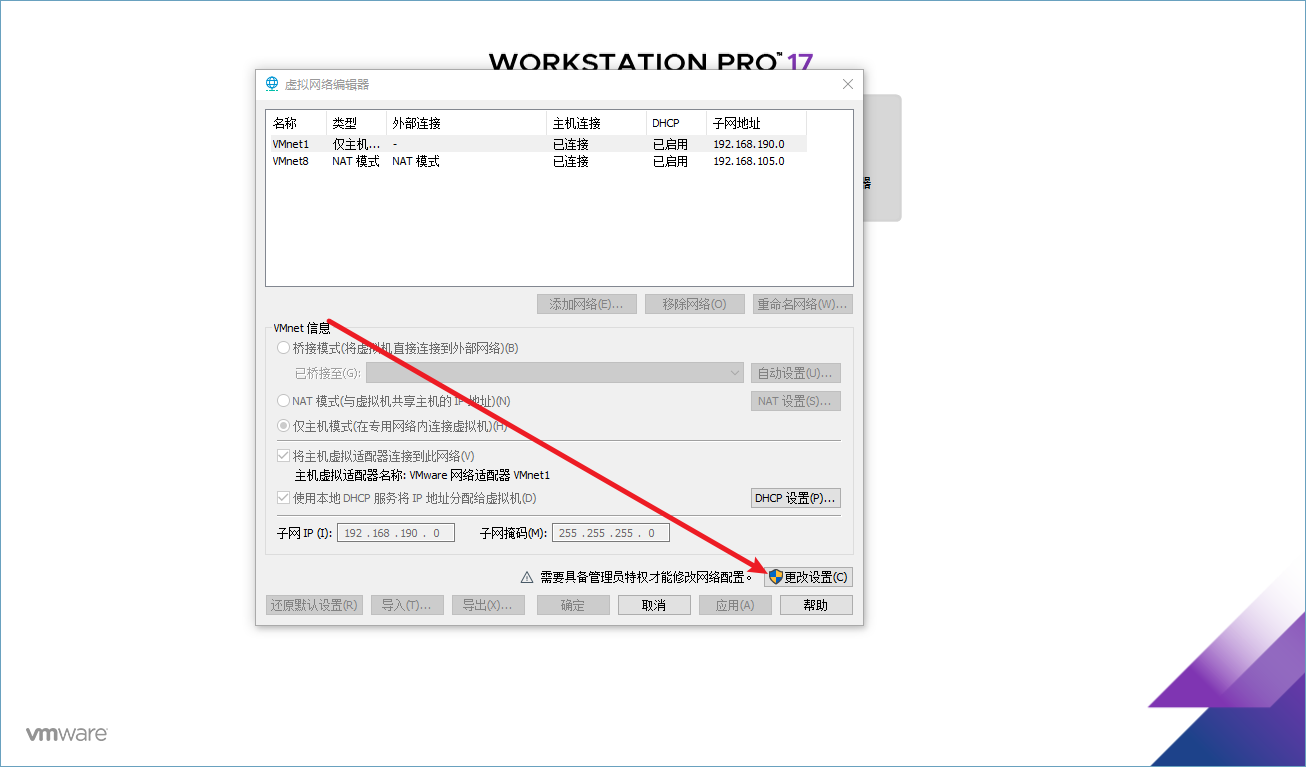 WORKSTATION PRO™ 17
虚拟网络编辑器
名称 类型 外部连接 主机连接 DHCP 子网地址
VMnet1 仅主机... - 已连接 已启用 192.168.190.0
VMnet8 NAT 模式 NAT 模式 已连接 已启用 192.168.105.0
器
添加网络(E)... 移除网络(O) 重命名网络(W)...
VMnet 信息
桥接模式(将虚拟机直接连接到外部网络)(B)
已桥接至(G): 自动设置(U)...
NAT 模式(与虚拟机共享主机的 IP 地址)(N) NAT 设置(S)...
仅主机模式(在专用网络内连接虚拟机)(H)
将主机虚拟适配器连接到此网络(V)
主机虚拟适配器名称: VMware 网络适配器 VMnet1
使用本地 DHCP 服务将 IP 地址分配给虚拟机(D) DHCP 设置(P)...
子网 IP (I): 192 . 168 . 190 . 0 子网掩码(M): 255 . 255 . 255 . 0
需要具备管理员特权才能修改网络配置。 更改设置(C)
还原默认设置(R) 导入(T)... 导出(X)... 确定 取消 应用(A) 帮助
vmware